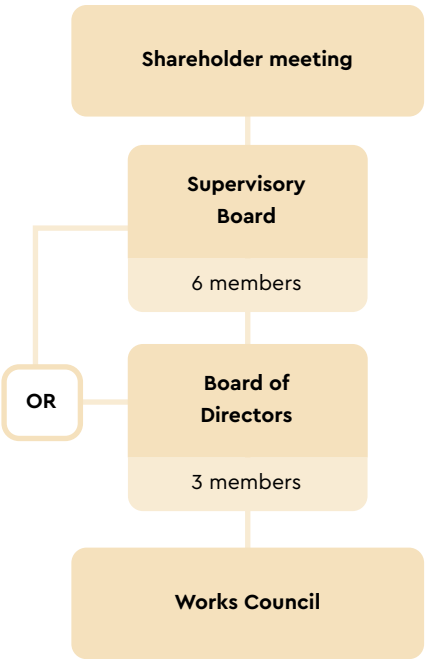 Shareholder meeting
Supervisory
Board
6 members
OR
Board of
Directors
3 members
Works Council